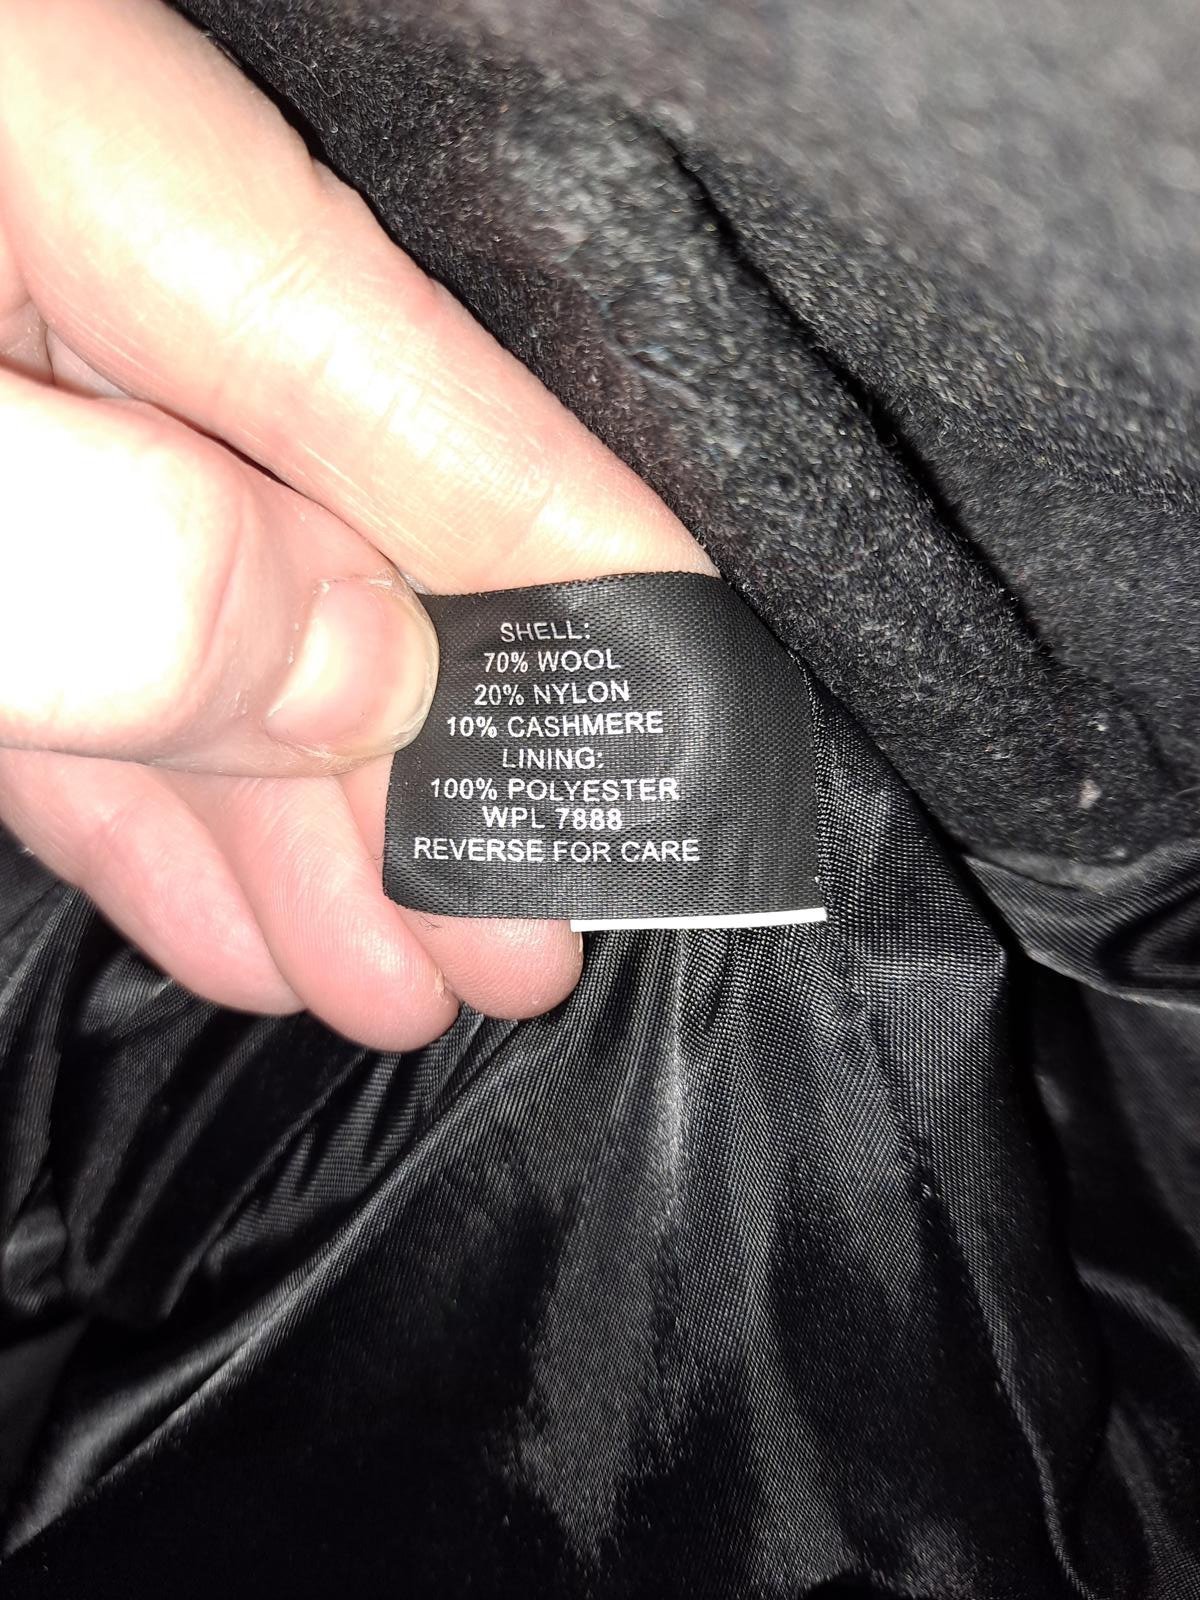 SHELL:
70% WOOL
20% NYLON
10% CASHMERE
LINING:
100% POLYESTER
WPL 7888
REVERSE FOR CARE